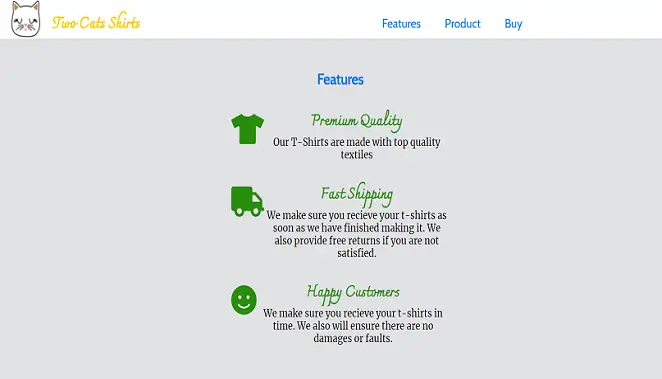 Two Cats Shirts
Features Product Buy
Features
Premium Quality
Our T-Shirts are made with top quality
textiles
Fast Shipping
We make sure you recieve your t-shirts as
soon as we have finished making it. We
also provide free returns if you are not
satisfied.
Happy Customers
We make sure you recieve your t-shirts in
time. We also will ensure there are no
damages or faults.